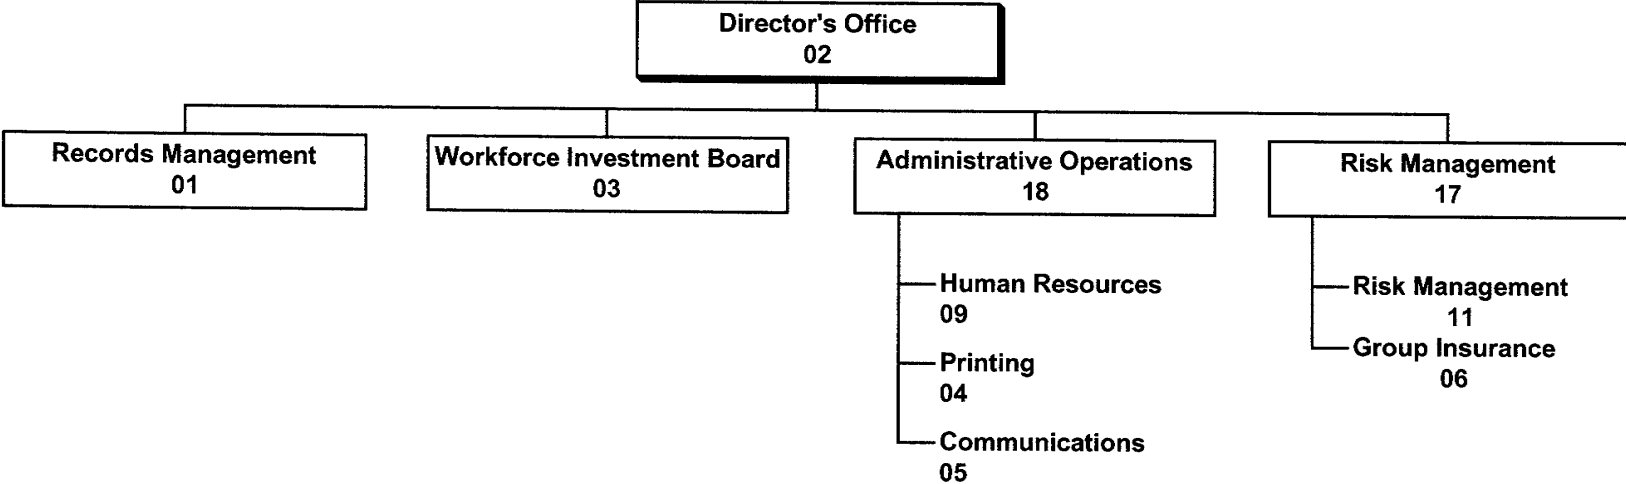 Director's Office
02
Records Management
01
Workforce Investment Board
03
Administrative Operations
18
Risk Management
17
Human Resources
09
Printing
04
Communications
05
Risk Management
11
Group Insurance
06